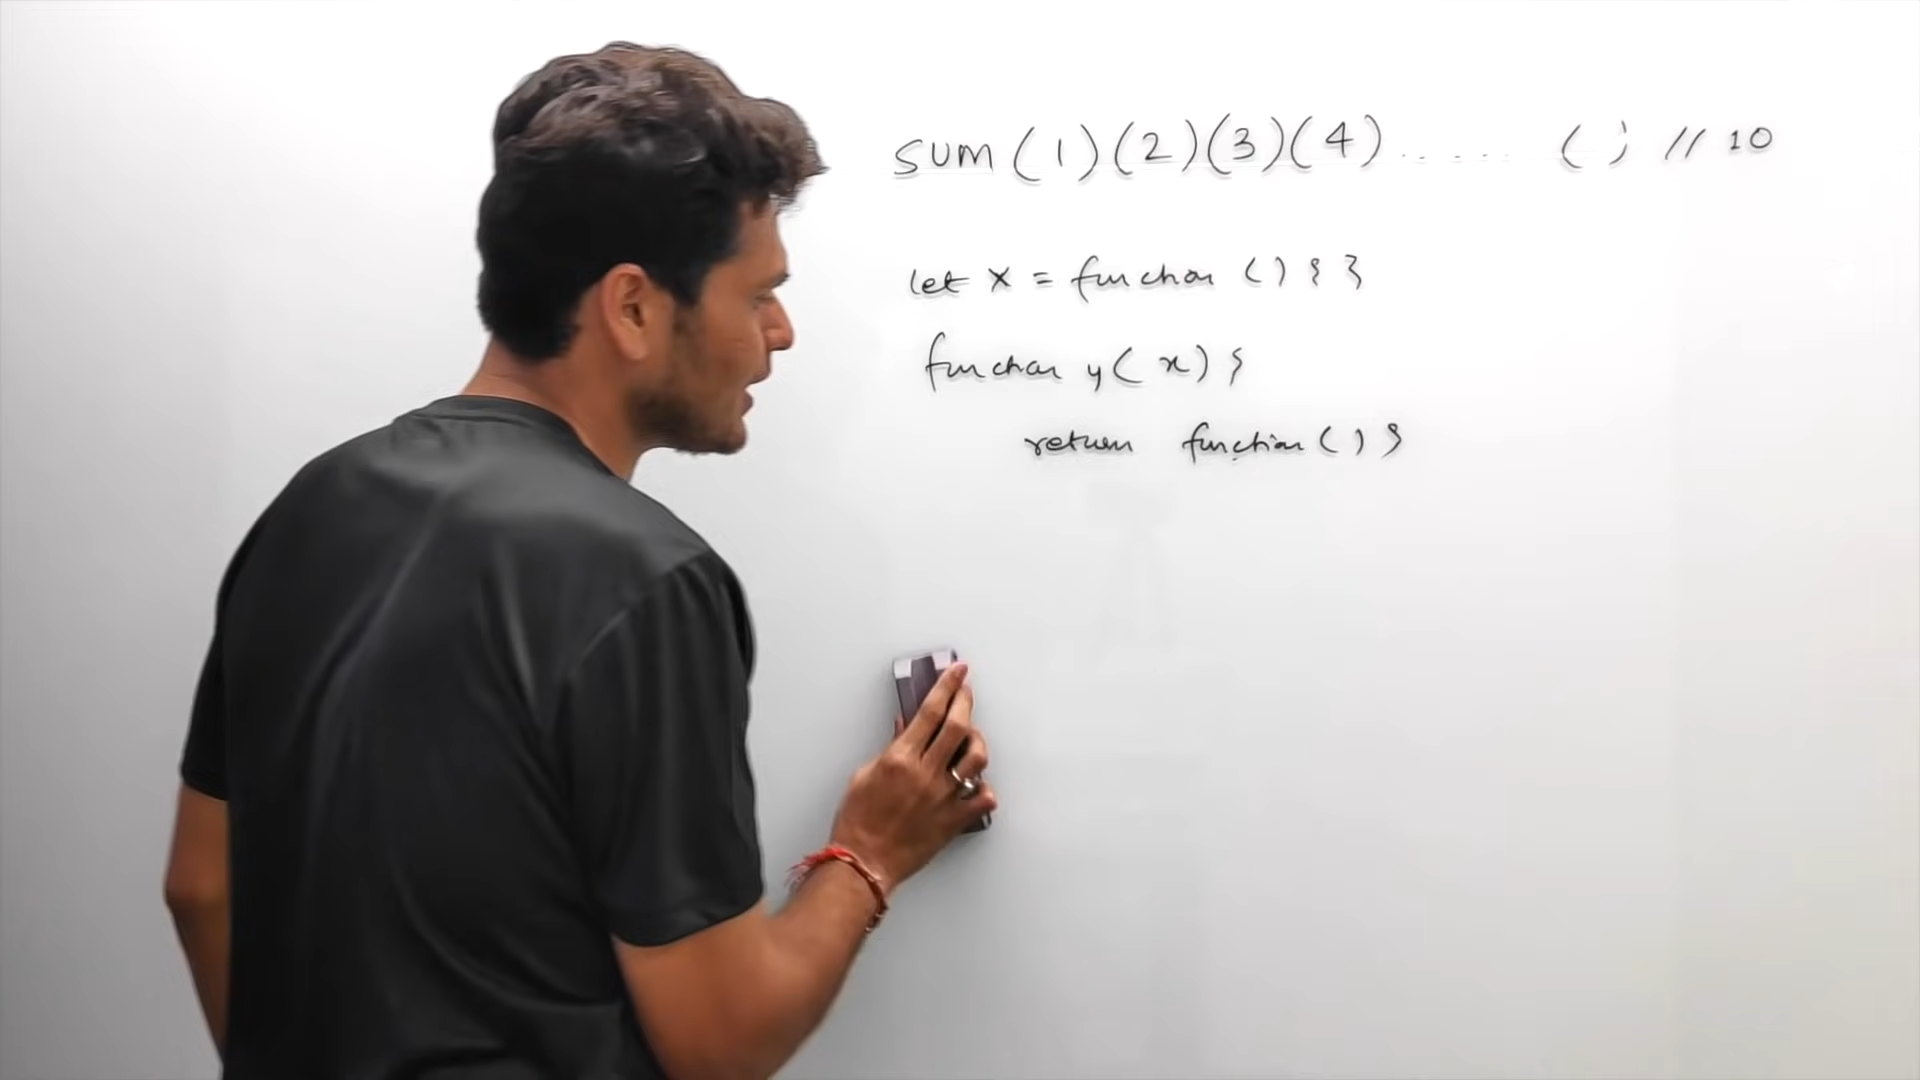 sum(1)(2)(3)(4)..... () // 10
let x = function () { }
function y(x) {
return function() }